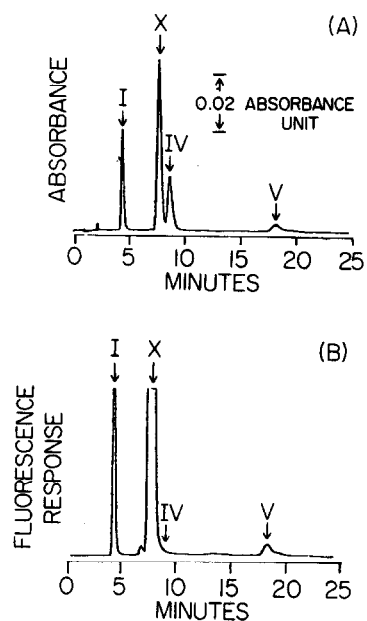 (A)
X
I
IV
V
0.02 ABSORBANCE
UNIT
ABSORBANCE
0 5 10 15 20 25
MINUTES
(B)
I X
IV
V
FLUORESCENCE
RESPONSE
0 5 10 15 20 25
MINUTES